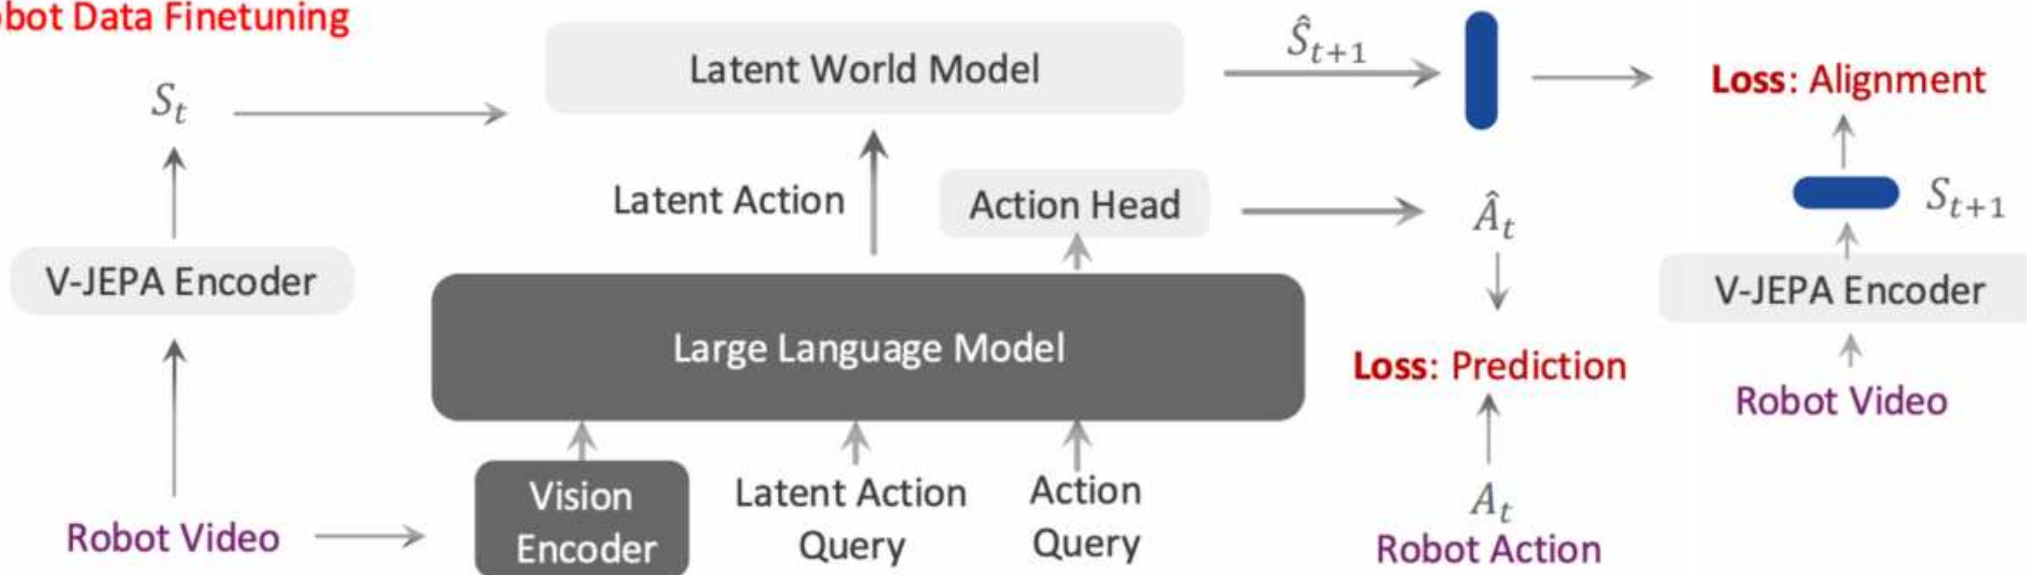 obot Data Finetuning
Latent World Model
Ŝₜ₊₁
Loss: Alignment
Sₜ
Latent Action
Action Head
Âₜ
Sₜ₊₁
V-JEPA Encoder
V-JEPA Encoder
Large Language Model
Loss: Prediction
Robot Video
Vision
Encoder
Latent Action
Query
Action
Query
Aₜ
Robot Action
Robot Video